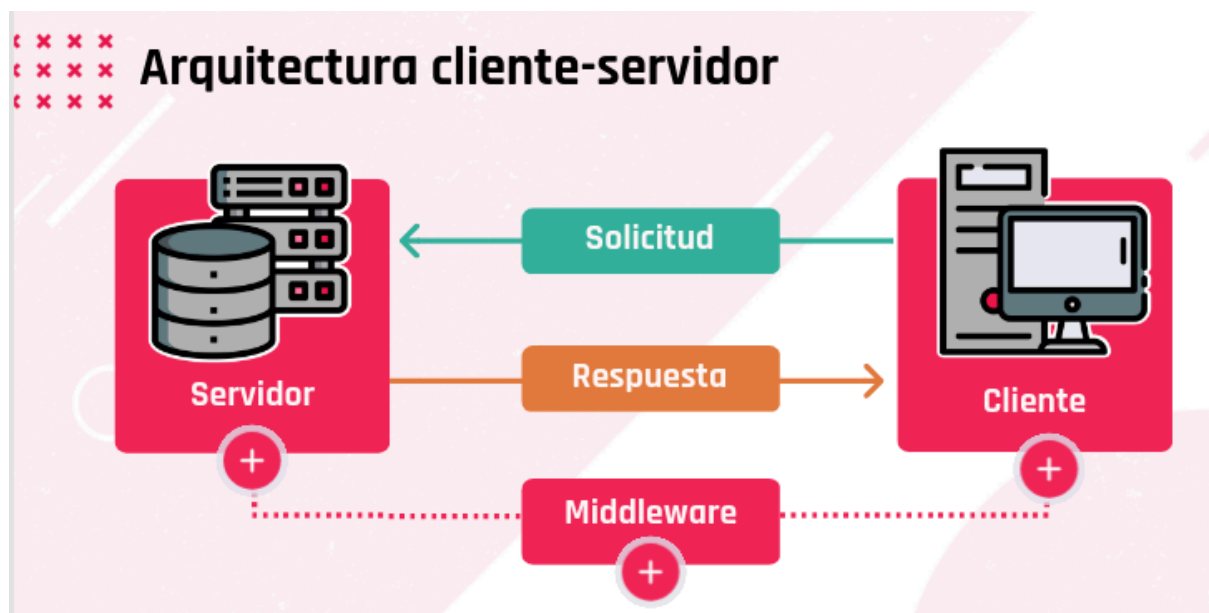 Arquitectura cliente-servidor
Solicitud
Respuesta
Servidor
Cliente
Middleware